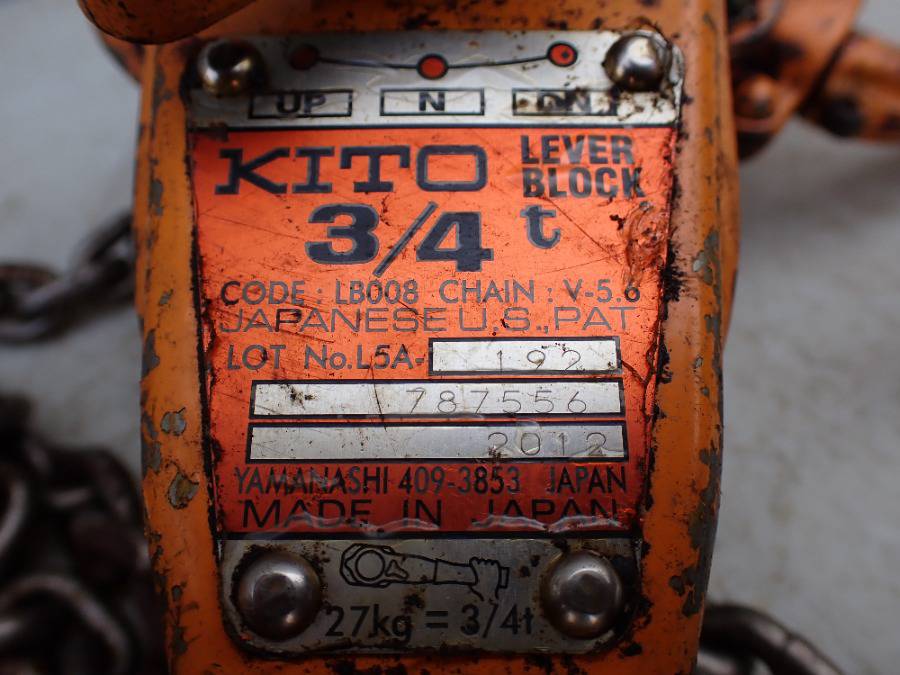 UP N DN
KITO LEVER BLOCK
3/4 t
CODE : LB008 CHAIN : V-5.6
JAPANESE U.S., PAT
LOT No.L5A- 192
787556
2012
YAMANASHI 409-3853 JAPAN
MADE IN JAPAN
27kg = 3/4t